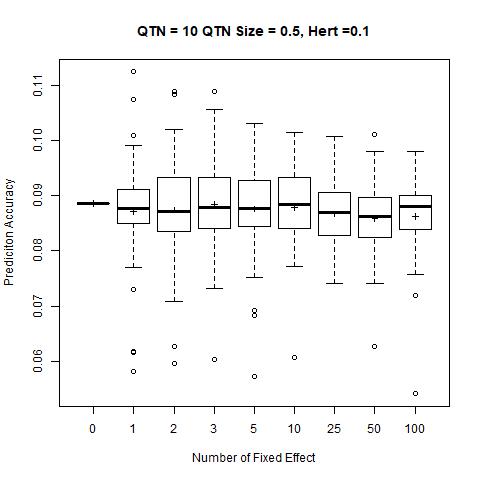 QTN = 10 QTN Size = 0.5, Hert =0.1
Prediciton Accuracy
0.11
0.10
0.09
0.08
0.07
0.06
0 1 2 3 5 10 25 50 100
Number of Fixed Effect